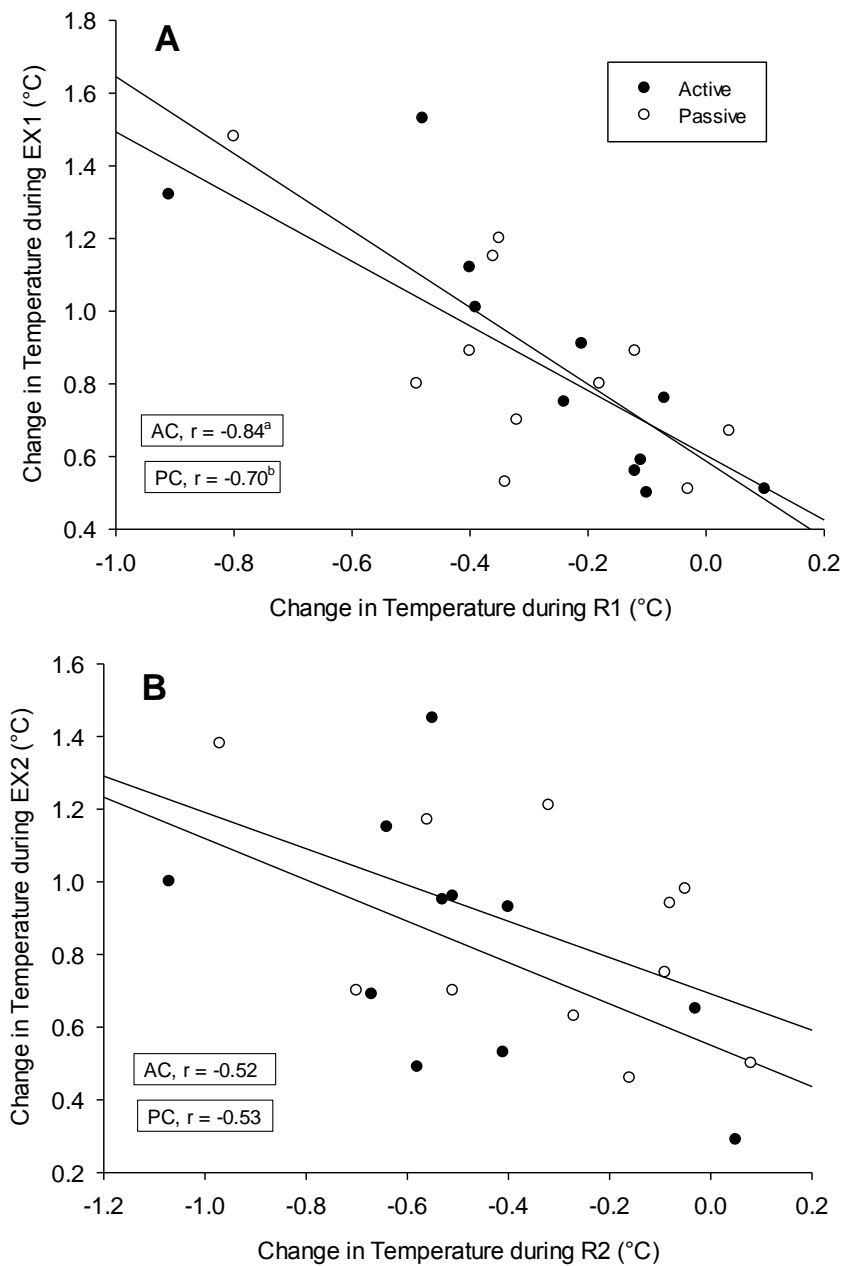 A
Active
Passive
Change in Temperature during EX1 (°C)
1.8
1.6
1.4
1.2
1.0
0.8
0.6
0.4
AC, r = -0.84ᵃ
PC, r = -0.70ᵇ
-1.0 -0.8 -0.6 -0.4 -0.2 0.0 0.2
Change in Temperature during R1 (°C)
B
Change in Temperature during EX2 (°C)
1.6
1.4
1.2
1.0
0.8
0.6
0.4
0.2
AC, r = -0.52
PC, r = -0.53
-1.2 -1.0 -0.8 -0.6 -0.4 -0.2 0.0 0.2
Change in Temperature during R2 (°C)